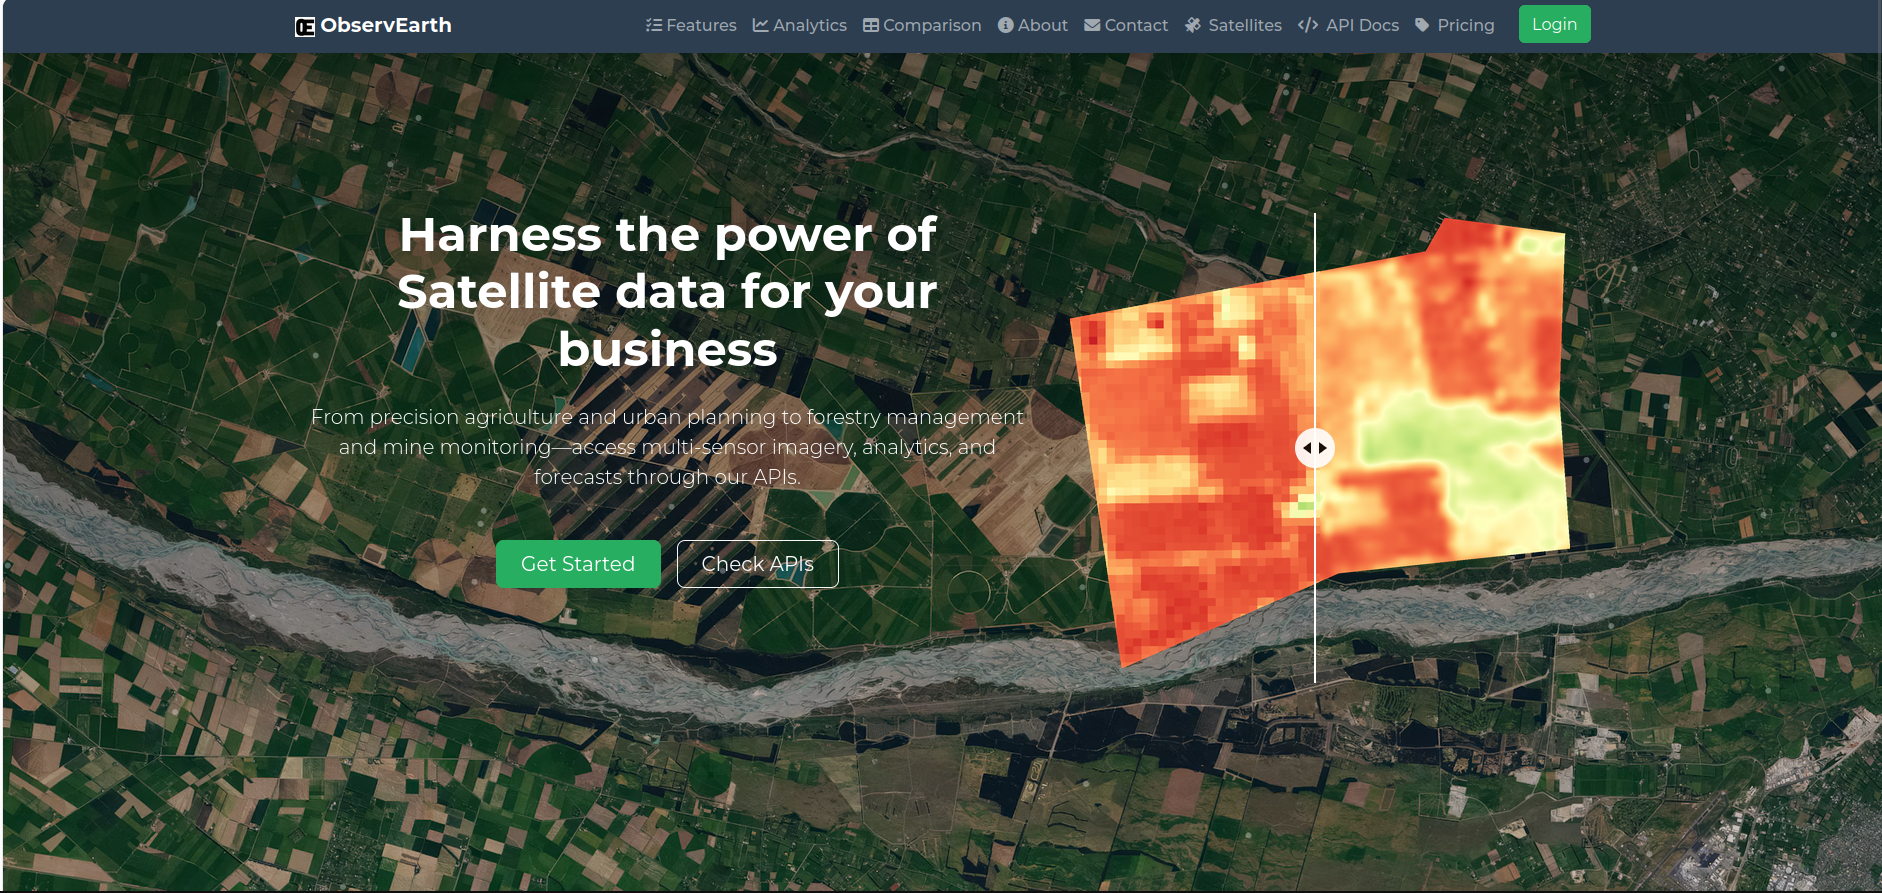 OE ObservEarth
Features Analytics Comparison About Contact Satellites API Docs Pricing Login
Harness the power of
Satellite data for your
business
From precision agriculture and urban planning to forestry management
and mine monitoring—access multi-sensor imagery, analytics, and
forecasts through our APIs.
Get Started Check APIs